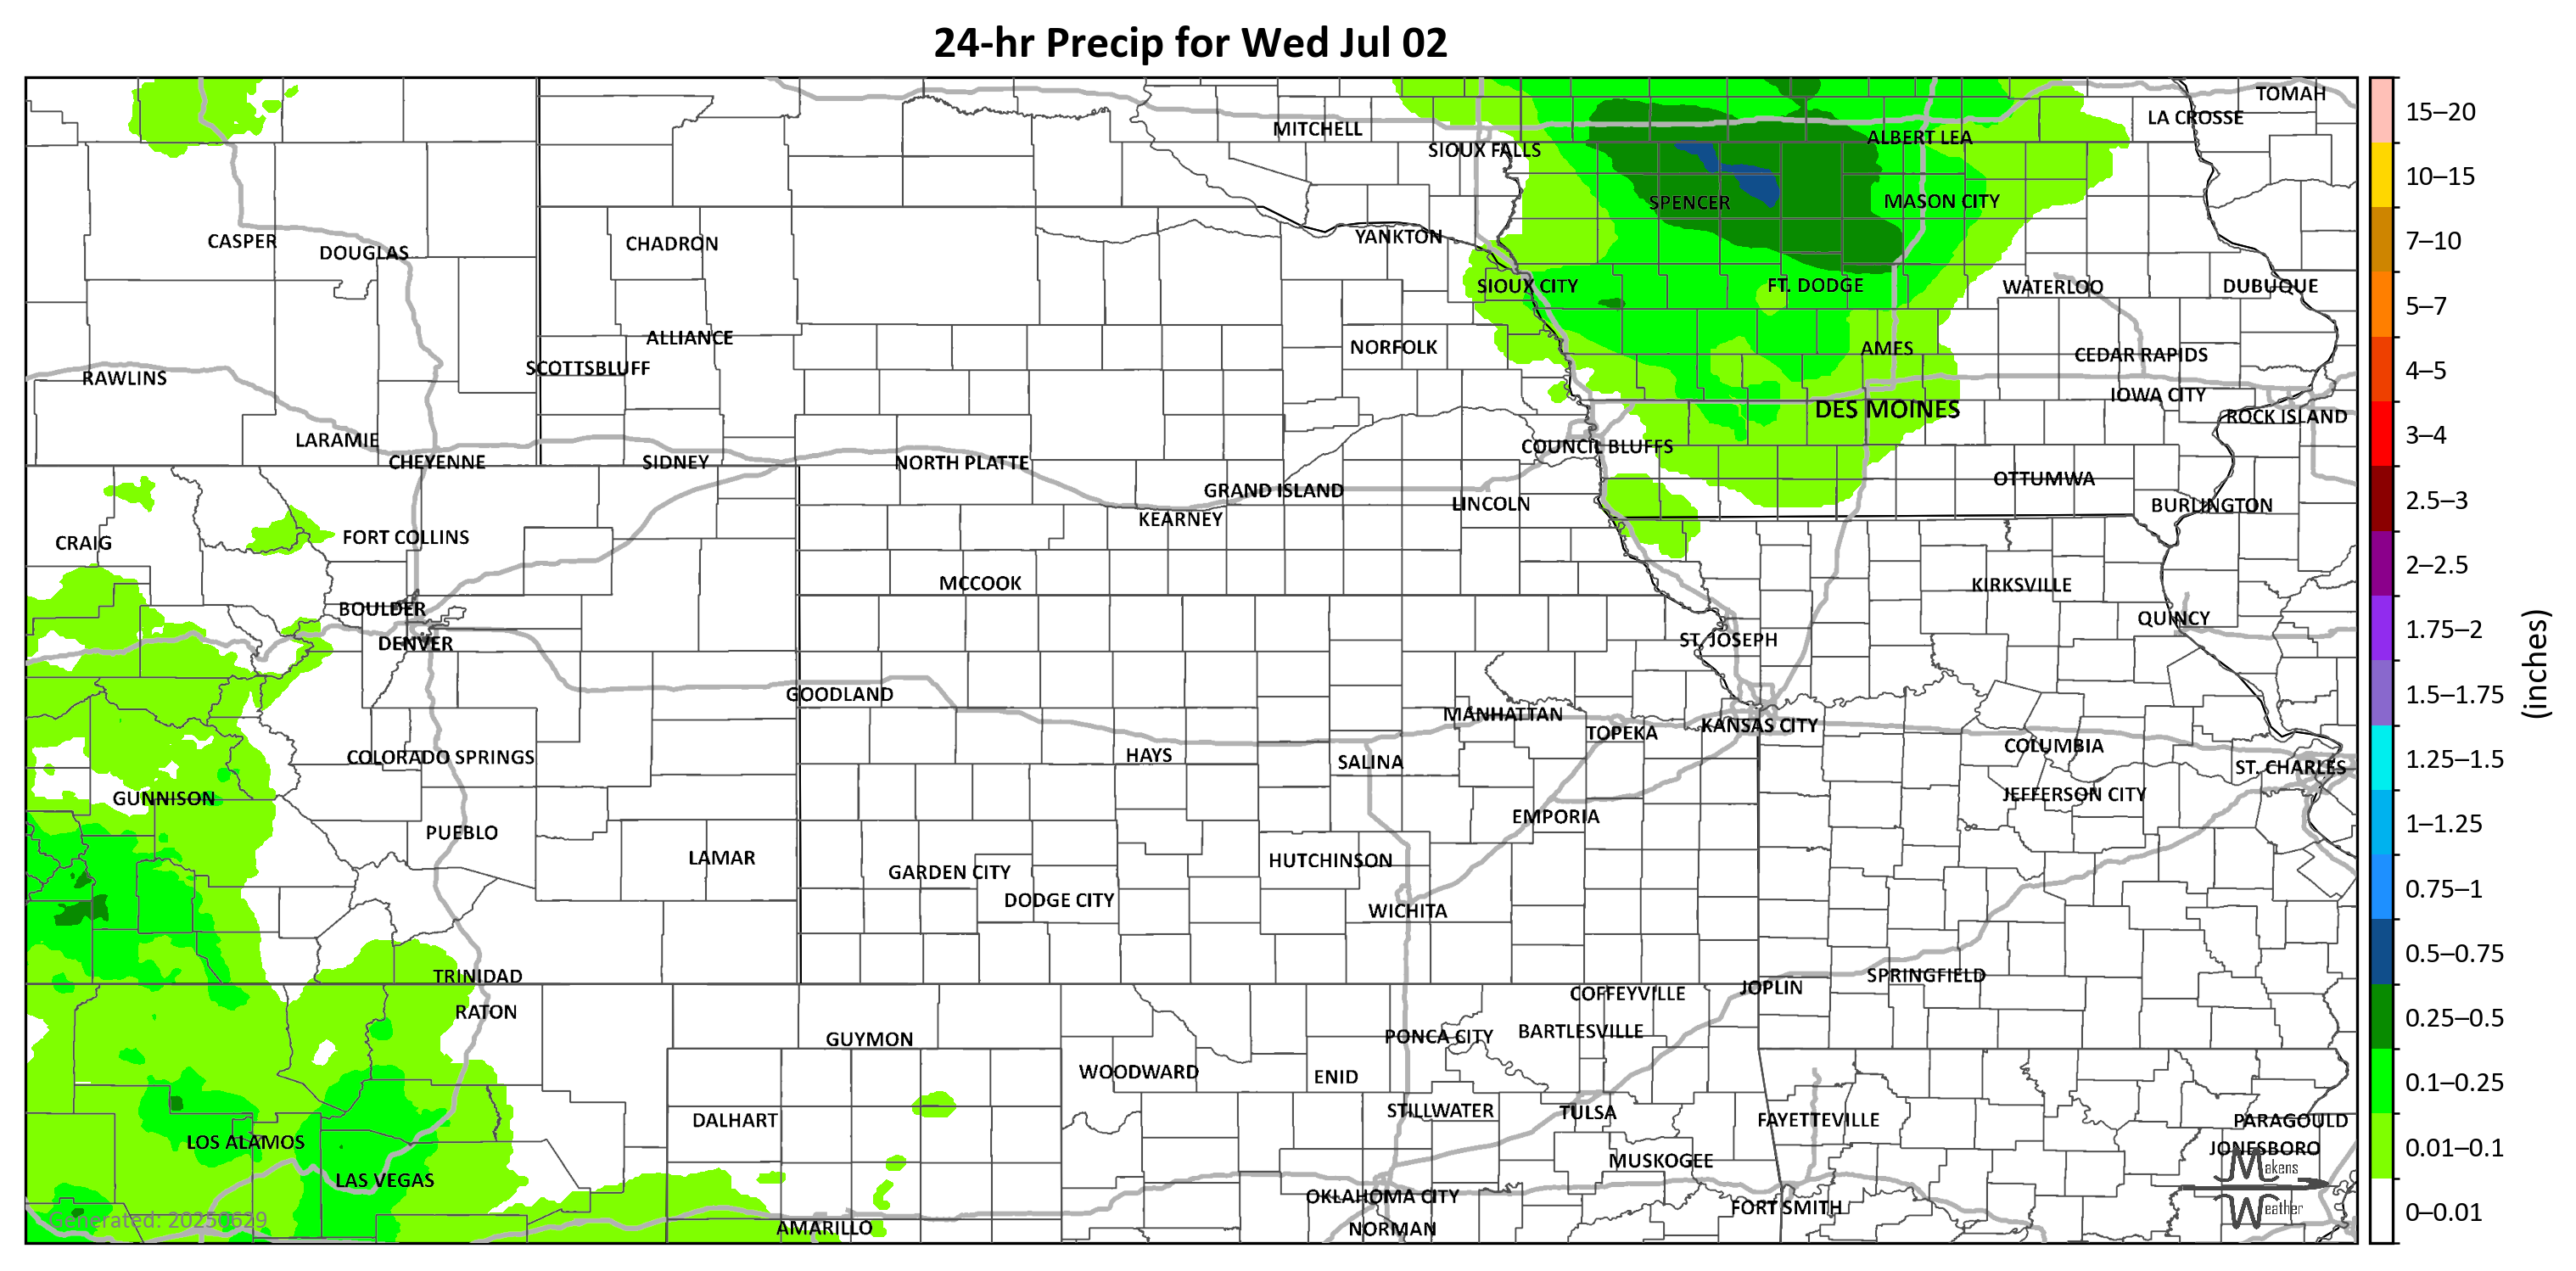 24-hr Precip for Wed Jul 02
TOMAH
LA CROSSE
MITCHELL
ALBERT LEA
SIOUX FALLS
SPENCER
MASON CITY
YANKTON
CASPER
CHADRON
DOUGLAS
SIOUX CITY
FT. DODGE
WATERLOO
DUBUQUE
ALLIANCE
NORFOLK
AMES
CEDAR RAPIDS
SCOTTSBLUFF
RAWLINS
IOWA CITY
DES MOINES
ROCK ISLAND
LARAMIE
COUNCIL BLUFFS
CHEYENNE
SIDNEY
NORTH PLATTE
OTTUMWA
GRAND ISLAND
LINCOLN
BURLINGTON
KEARNEY
CRAIG
FORT COLLINS
MCCOOK
KIRKSVILLE
BOULDER
QUINCY
DENVER
ST. JOSEPH
GOODLAND
MANHATTAN
TOPEKA
KANSAS CITY
COLUMBIA
COLORADO SPRINGS
HAYS
SALINA
ST. CHARLES
GUNNISON
JEFFERSON CITY
EMPORIA
PUEBLO
LAMAR
HUTCHINSON
GARDEN CITY
DODGE CITY
WICHITA
TRINIDAD
SPRINGFIELD
JOPLIN
COFFEYVILLE
RATON
GUYMON
PONCA CITY
BARTLESVILLE
WOODWARD
ENID
DALHART
STILLWATER
TULSA
FAYETTEVILLE
PARAGOULD
LOS ALAMOS
JONESBORO
MUSKOGEE
LAS VEGAS
OKLAHOMA CITY
FORT SMITH
AMARILLO
NORMAN
Generated: 20250629
Makens
Weather
15–20
10–15
7–10
5–7
4–5
3–4
2.5–3
2–2.5
1.75–2
1.5–1.75
1.25–1.5
1–1.25
0.75–1
0.5–0.75
0.25–0.5
0.1–0.25
0.01–0.1
0–0.01
(inches)